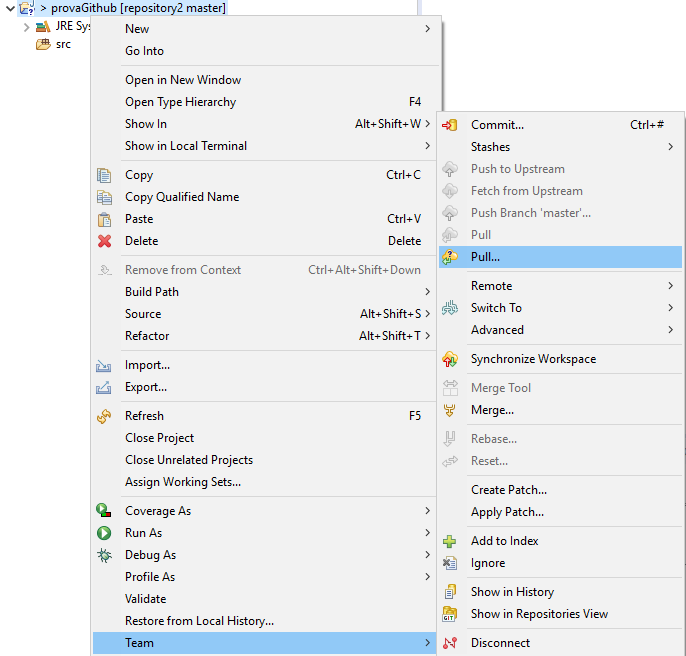 > provaGithub [repository2 master]
JRE Sys
src
New
Go Into
Open in New Window
Open Type Hierarchy F4
Show In Alt+Shift+W
Show in Local Terminal
Copy Ctrl+C
Copy Qualified Name
Paste Ctrl+V
Delete Delete
Remove from Context Ctrl+Alt+Shift+Down
Build Path
Source Alt+Shift+S
Refactor Alt+Shift+T
Import...
Export...
Refresh F5
Close Project
Close Unrelated Projects
Assign Working Sets...
Coverage As
Run As
Debug As
Profile As
Validate
Restore from Local History...
Team
Commit... Ctrl+#
Stashes
Push to Upstream
Fetch from Upstream
Push Branch 'master'...
Pull
Pull...
Remote
Switch To
Advanced
Synchronize Workspace
Merge Tool
Merge...
Rebase...
Reset...
Create Patch...
Apply Patch...
Add to Index
Ignore
Show in History
GIT Show in Repositories View
Disconnect